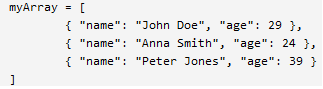 myArray = [
{ "name": "John Doe", "age": 29 },
{ "name": "Anna Smith", "age": 24 },
{ "name": "Peter Jones", "age": 39 }
]